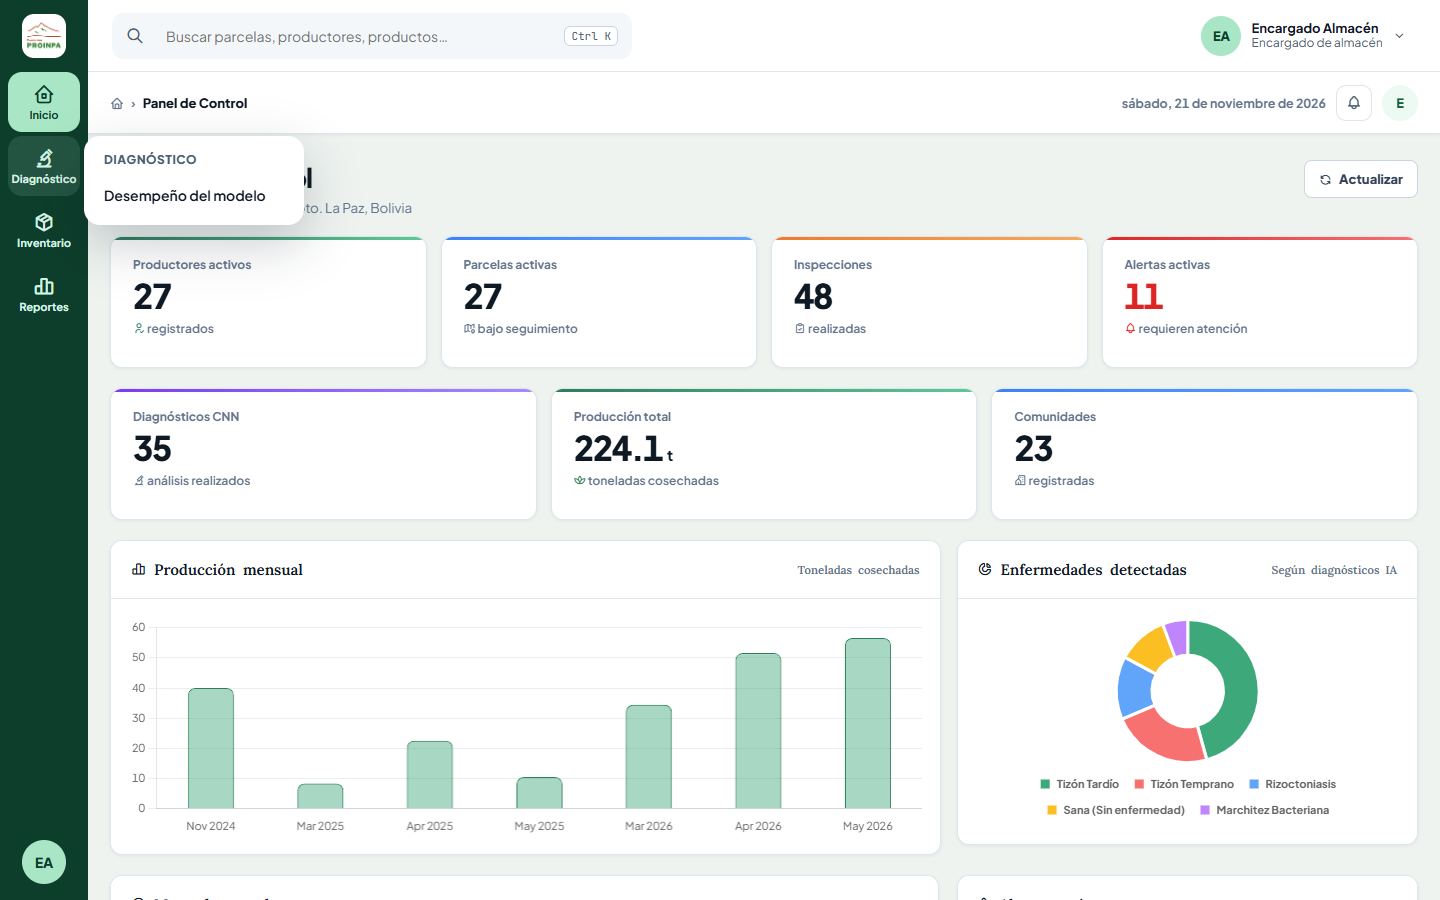 PROINPA
Buscar parcelas, productores, productos...
Ctrl K
EA
Encargado Almacén
Encargado de almacén
Inicio
Panel de Control
sábado, 21 de noviembre de 2026
E
Diagnóstico
DIAGNÓSTICO
Desempeño del modelo
Actualizar
to. La Paz, Bolivia
Inventario
Reportes
Productores activos
27
registrados
Parcelas activas
27
bajo seguimiento
Inspecciones
48
realizadas
Alertas activas
11
requieren atención
Diagnósticos CNN
35
análisis realizados
Producción total
224.1 t
toneladas cosechadas
Comunidades
23
registradas
Producción mensual
Toneladas cosechadas
60
50
40
30
20
10
0
Nov 2024
Mar 2025
Apr 2025
May 2025
Mar 2026
Apr 2026
May 2026
Enfermedades detectadas
Según diagnósticos IA
Tizón Tardío
Tizón Temprano
Rizoctoniasis
Sana (Sin enfermedad)
Marchitez Bacteriana
EA